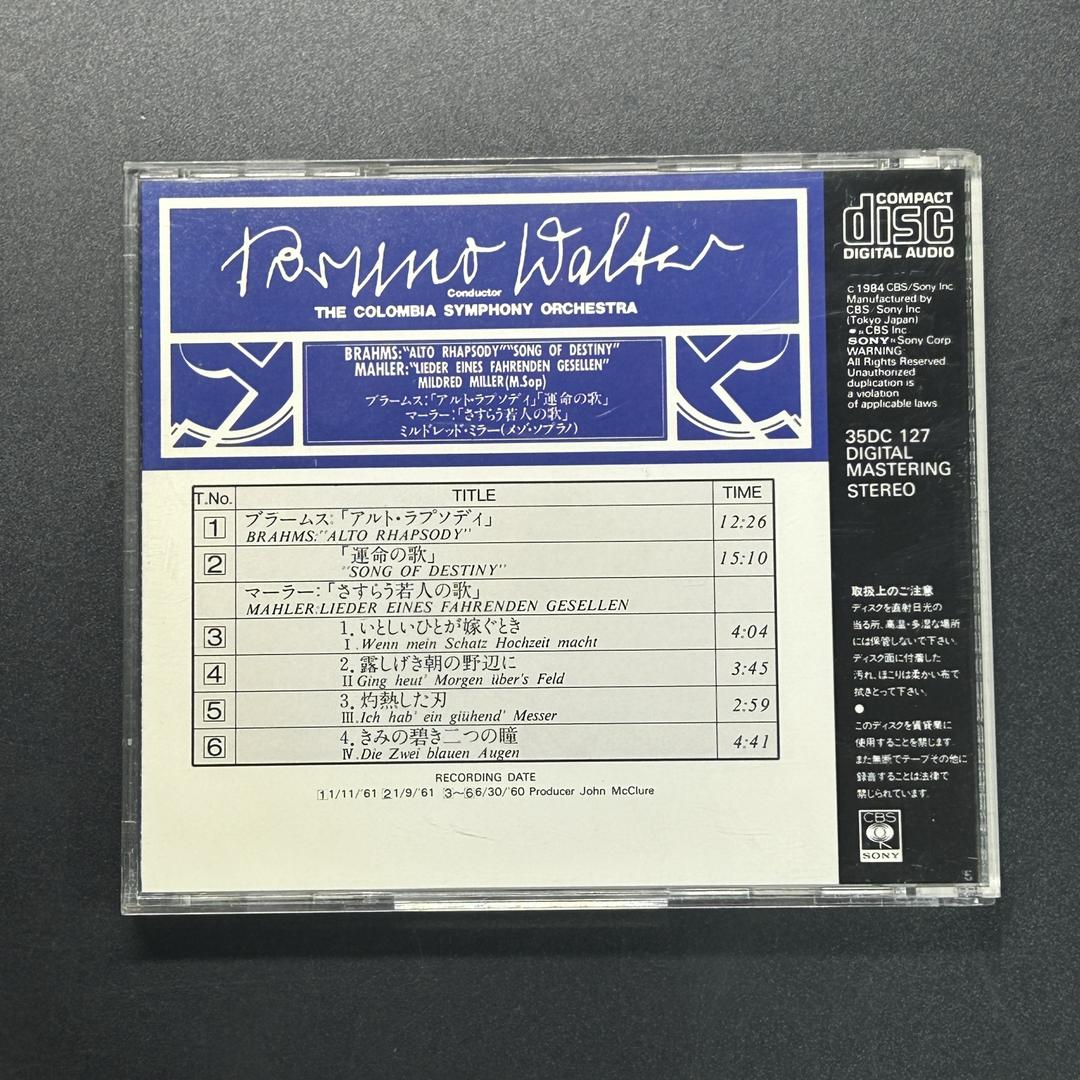 Bruno Walter
Conductor
THE COLOMBIA SYMPHONY ORCHESTRA
BRAHMS:"ALTO RHAPSODY""SONG OF DESTINY"
MAHLER:"LIEDER EINES FAHRENDEN GESELLEN"
MILDRED MILLER(M.Sop)
ブラームス:「アルト・ラプソディ」「運命の歌」
マーラー:「さすらう若人の歌」
ミルドレッド・ミラー(メゾ・ソプラノ)
T.No. TITLE TIME
1 ブラームス:「アルト・ラプソディ」 12:26
BRAHMS:"ALTO RHAPSODY"
2 「運命の歌」 15:10
"SONG OF DESTINY"
マーラー:「さすらう若人の歌」
MAHLER:LIEDER EINES FAHRENDEN GESELLEN
3 1. いとしいひとが嫁ぐとき 4:04
I.Wenn mein Schatz Hochzeit macht
4 2. 露しげき朝の野辺に 3:45
II Ging heut' Morgen über's Feld
5 3. 灼熱した刃 2:59
III.Ich hab' ein giühend' Messer
6 4. きみの碧き二つの瞳 4:41
IV.Die Zwei blauen Augen
RECORDING DATE
1 1/11/'61 2 1/9/'61 3~6 6/30/'60 Producer John McClure
COMPACT
disc
DIGITAL AUDIO
c 1984 CBS/Sony Inc.
Manufactured by
CBS/Sony Inc
(Tokyo Japan)
CBS Inc
SONY Sony Corp.
WARNING:
All Rights Reserved.
Unauthorized
duplication is
a violation
of applicable laws.
35DC 127
DIGITAL
MASTERING
STEREO
取扱上のご注意
ディスクを直射日光の
当る所、高温・多湿な場所
には保管しないで下さい。
ディスク面に付着した
汚れ、ほこりは柔かい布で
拭きとって下さい。
●
このディスクを賃貸業に
使用することを禁じます。
また無断でテープその他に
録音することは法律で
禁じられています。
CBS
SONY